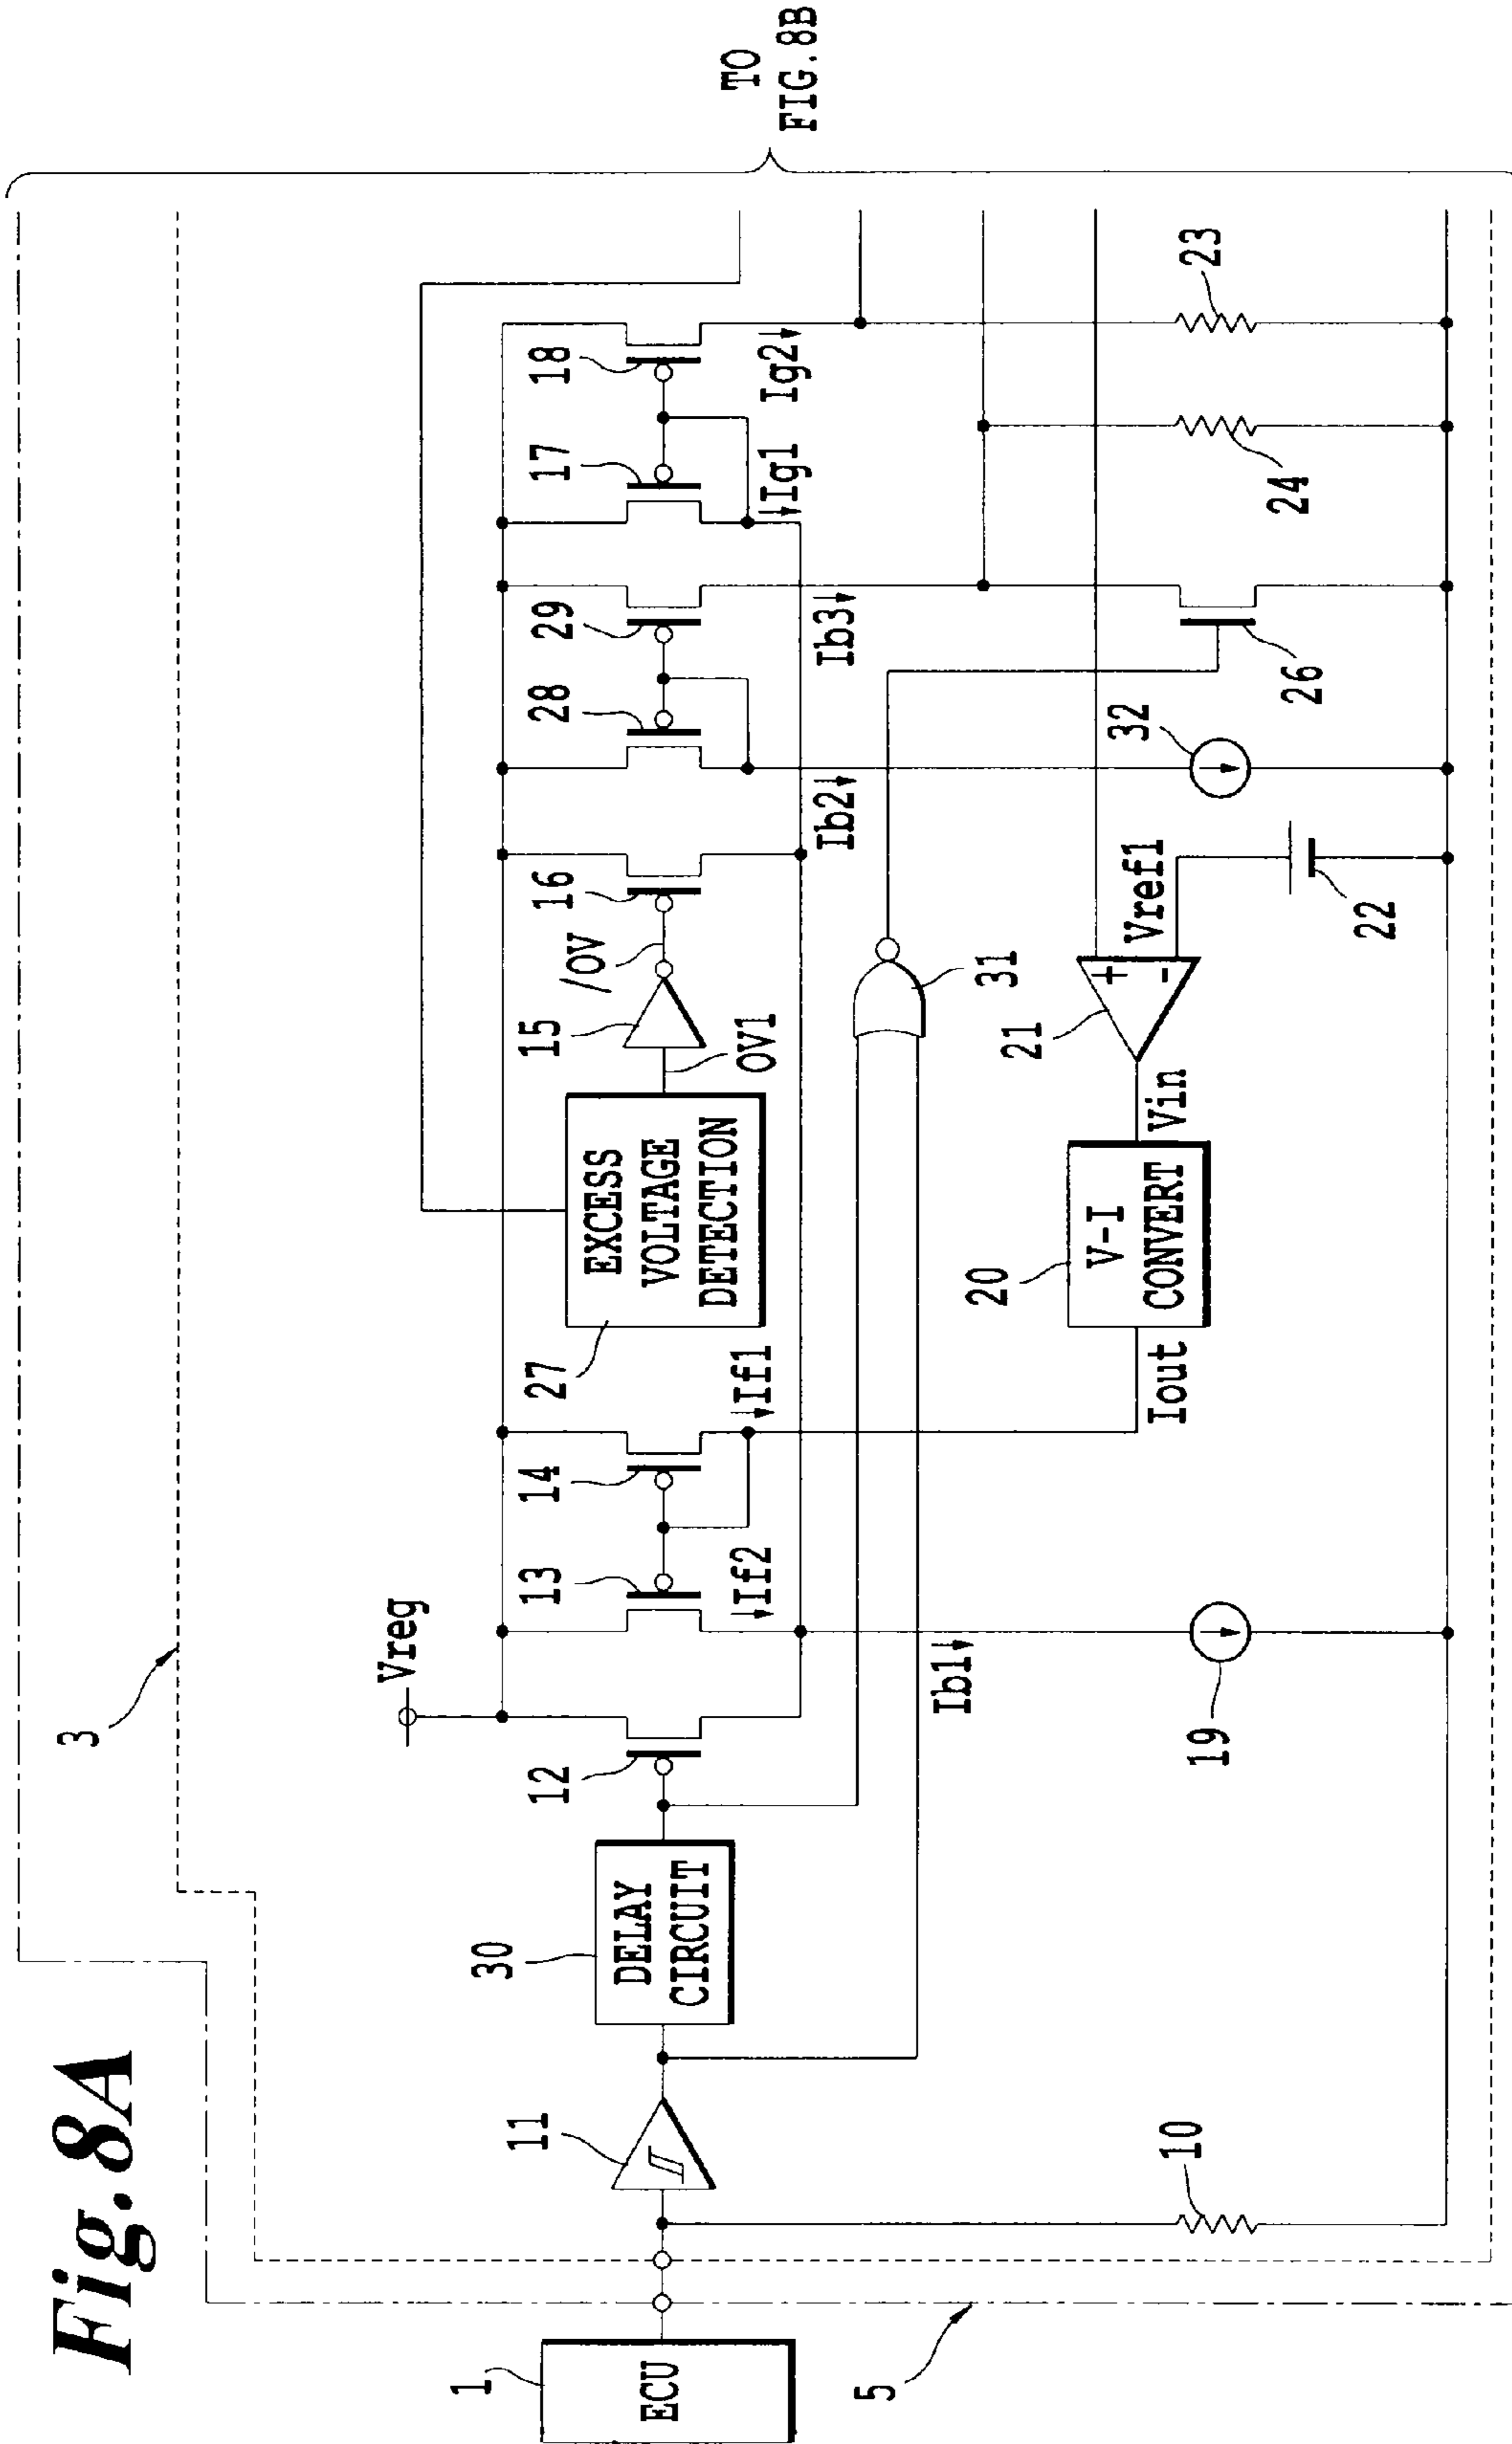 Fig. 8A
3
Vreg
TO
FIG. 8B
1
ECU
5
11
30
DELAY
CIRCUIT
12
13
14
If2
If1
27
EXCESS
VOLTAGE
DETECTION
OV1
15
/OV
16
28
29
17
18
Ib2
Ib3
Ig1
Ig2
31
Ib1
10
19
20
V-I
CONVERT
Iout
Vin
21
+
-
Vref1
22
32
26
24
23